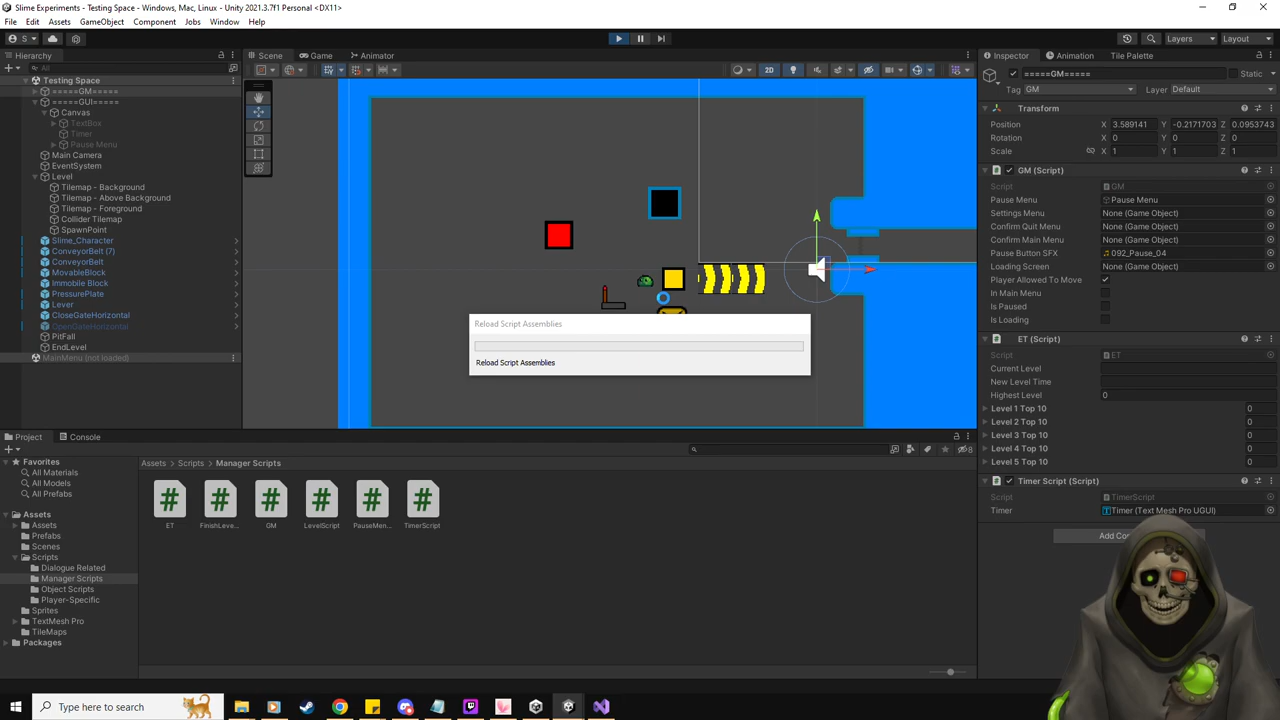 Slime Experiments - Testing Space - Windows, Mac, Linux - Unity 2021.3.7f1 Personal <DX11>
File Edit Assets GameObject Component Jobs Window Help
S Layers Layout
Hierarchy Scene Game Animator Inspector Animation Tile Palette
All
2D
Testing Space
=====GM=====
=====GUI=====
Canvas
TextBox
Timer
Pause Menu
Main Camera
EventSystem
Level
Tilemap - Background
Tilemap - Above Background
Tilemap - Foreground
Collider Tilemap
SpawnPoint
Slime_Character
ConveyorBelt (7)
ConveyorBelt
MovableBlock
Immobile Block
PressurePlate
Lever
CloseGateHorizontal
OpenGateHorizontal
PitFall
EndLevel
MainMenu (not loaded)
Reload Script Assemblies
Reload Script Assemblies
=====GM===== Static
Tag GM Layer Default
Transform
Position X 3.589141 Y -0.2171703 Z 0.0953743
Rotation X 0 Y 0 Z 0
Scale X 1 Y 1 Z 1
GM (Script)
Script GM
Pause Menu Pause Menu
Settings Menu None (Game Object)
Confirm Quit Menu None (Game Object)
Confirm Main Menu None (Game Object)
Pause Button SFX 092_Pause_04
Loading Screen None (Game Object)
Player Allowed To Move
In Main Menu
Is Paused
Is Loading
ET (Script)
Script ET
Current Level
New Level Time
Highest Level 0
Level 1 Top 10 0
Level 2 Top 10 0
Level 3 Top 10 0
Level 4 Top 10 0
Level 5 Top 10 0
Timer Script (Script)
Script TimerScript
Timer Timer (Text Mesh Pro UGUI)
Add Co
Project Console
8
Favorites
All Materials
All Models
All Prefabs
Assets
Assets
Prefabs
Scenes
Scripts
Dialogue Related
Manager Scripts
Object Scripts
Player-Specific
Sprites
TextMesh Pro
TileMaps
Packages
Assets Scripts Manager Scripts
ET FinishLeve... GM LevelScript PauseMen... TimerScript
Type here to search